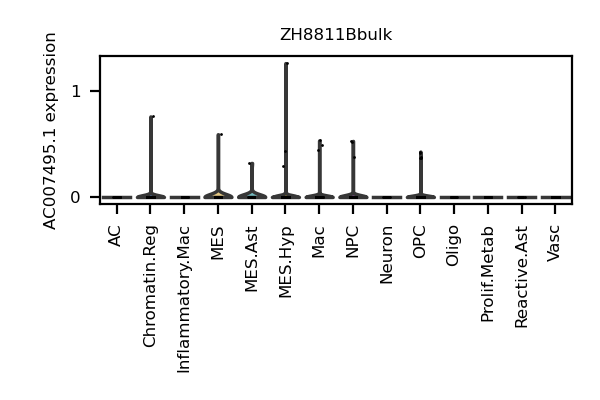 ZH8811Bbulk
AC007495.1 expression
1
0
AC
Chromatin.Reg
Inflammatory.Mac
MES
MES.Ast
MES.Hyp
Mac
NPC
Neuron
OPC
Oligo
Prolif.Metab
Reactive.Ast
Vasc